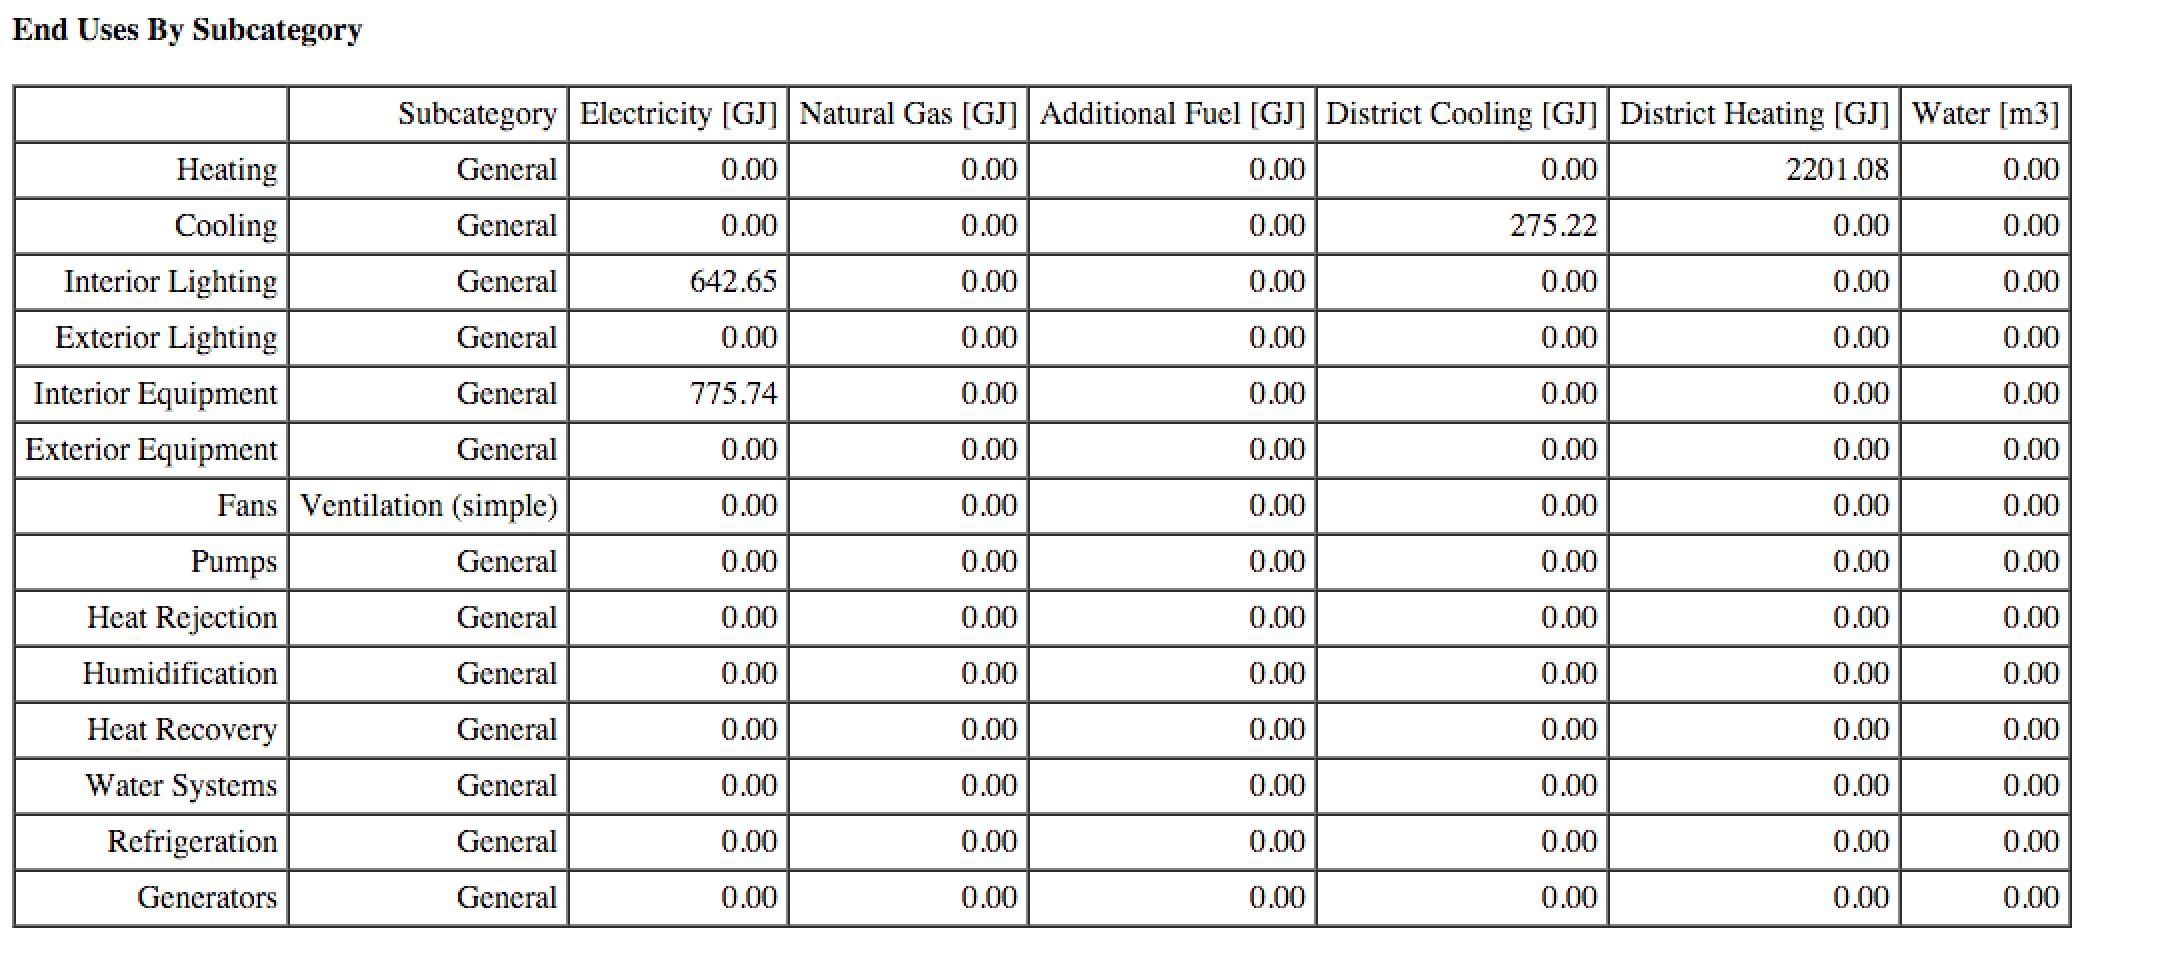 End Uses By Subcategory
Subcategory Electricity [GJ] Natural Gas [GJ] Additional Fuel [GJ] District Cooling [GJ] District Heating [GJ] Water [m3]
Heating General 0.00 0.00 0.00 0.00 2201.08 0.00
Cooling General 0.00 0.00 0.00 275.22 0.00 0.00
Interior Lighting General 642.65 0.00 0.00 0.00 0.00 0.00
Exterior Lighting General 0.00 0.00 0.00 0.00 0.00 0.00
Interior Equipment General 775.74 0.00 0.00 0.00 0.00 0.00
Exterior Equipment General 0.00 0.00 0.00 0.00 0.00 0.00
Fans Ventilation (simple) 0.00 0.00 0.00 0.00 0.00 0.00
Pumps General 0.00 0.00 0.00 0.00 0.00 0.00
Heat Rejection General 0.00 0.00 0.00 0.00 0.00 0.00
Humidification General 0.00 0.00 0.00 0.00 0.00 0.00
Heat Recovery General 0.00 0.00 0.00 0.00 0.00 0.00
Water Systems General 0.00 0.00 0.00 0.00 0.00 0.00
Refrigeration General 0.00 0.00 0.00 0.00 0.00 0.00
Generators General 0.00 0.00 0.00 0.00 0.00 0.00